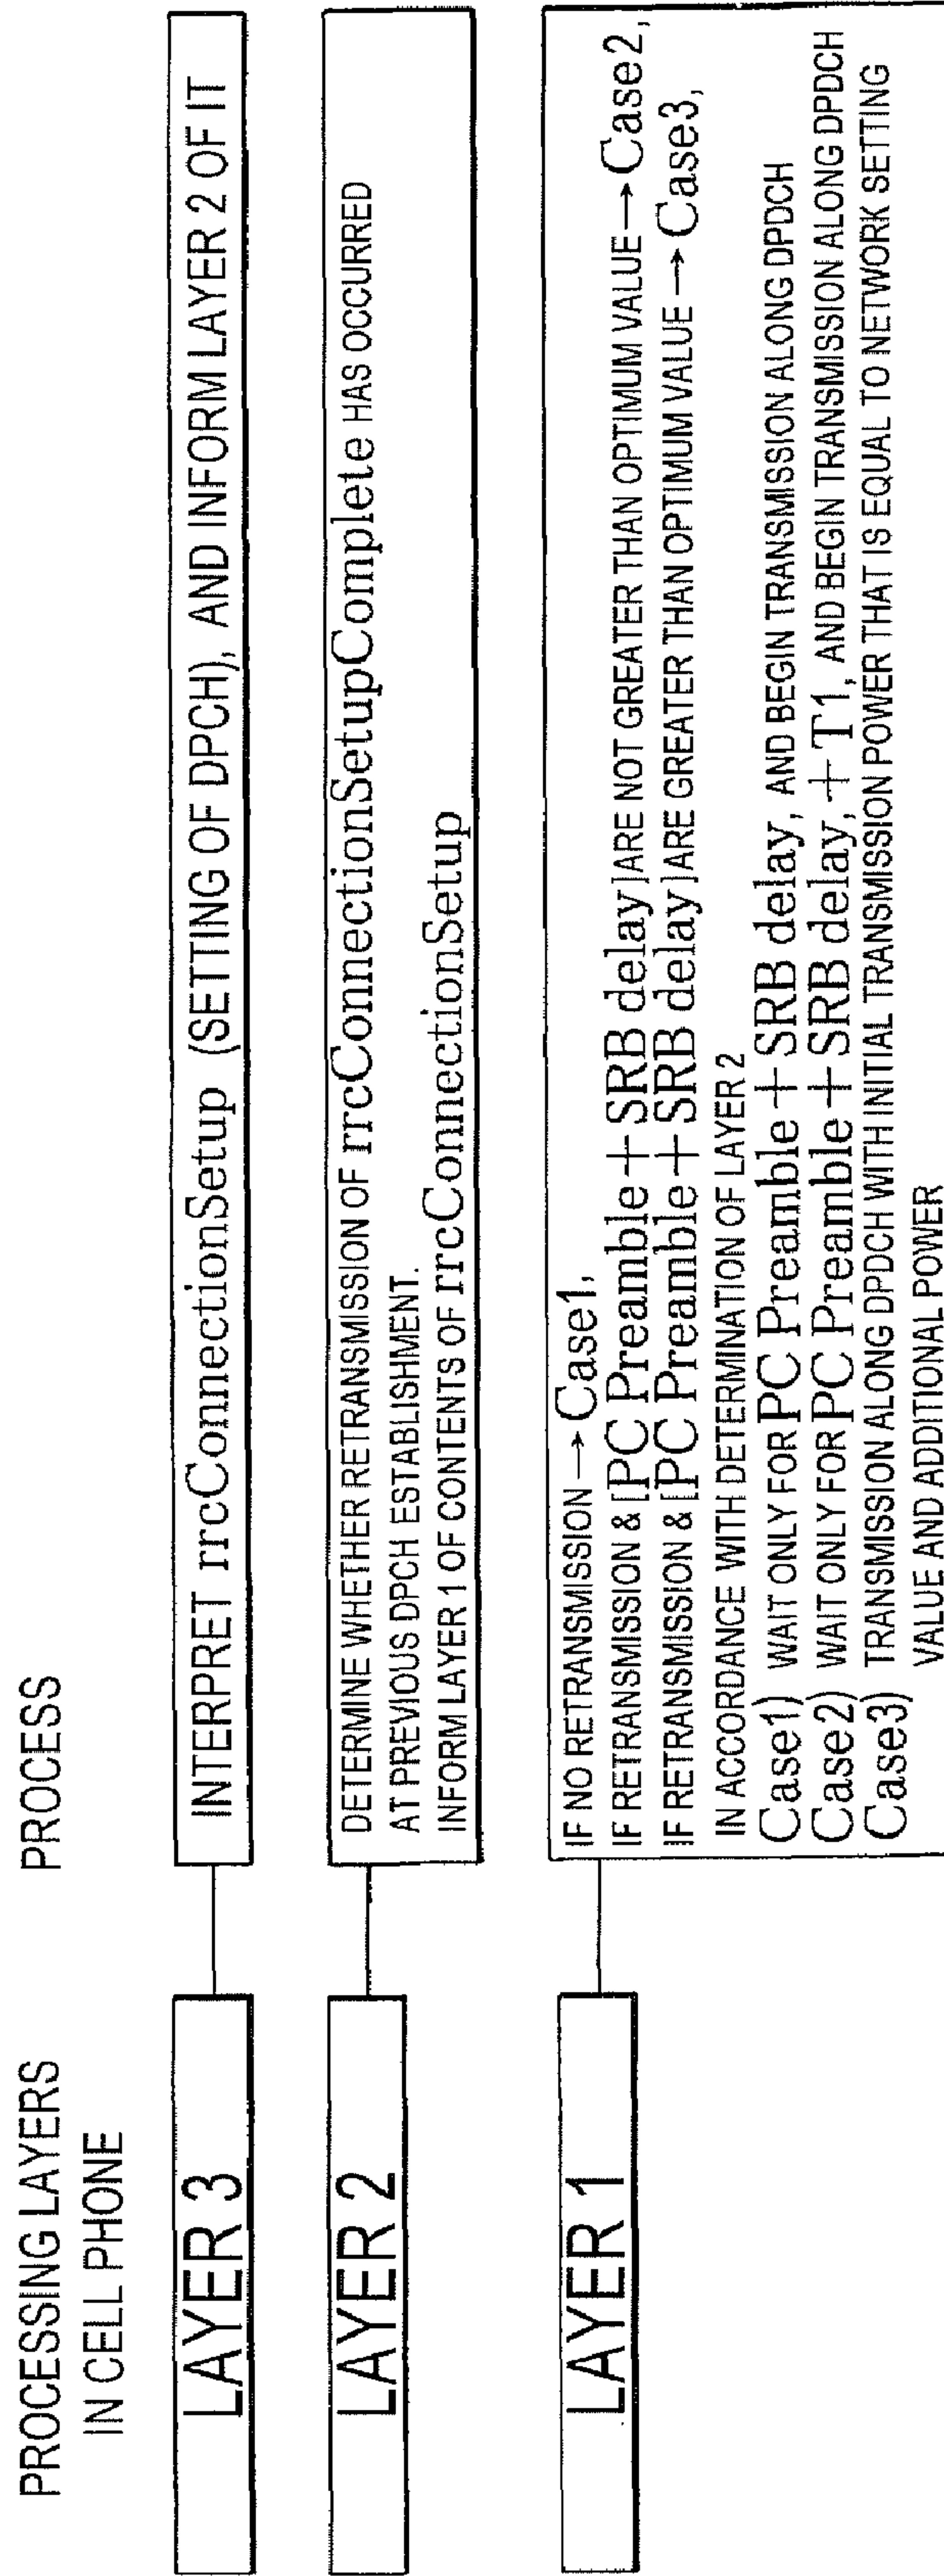 PROCESSING LAYERS
IN CELL PHONE
PROCESS
LAYER 3
INTERPRET rrcConnectionSetup (SETTING OF DPCH), AND INFORM LAYER 2 OF IT
LAYER 2
DETERMINE WHETHER RETRANSMISSION OF rrcConnectionSetupComplete HAS OCCURRED
AT PREVIOUS DPCH ESTABLISHMENT.
INFORM LAYER 1 OF CONTENTS OF rrcConnectionSetup
LAYER 1
IF NO RETRANSMISSION → Case1,
IF RETRANSMISSION & [PC Preamble + SRB delay] ARE NOT GREATER THAN OPTIMUM VALUE → Case2,
IF RETRANSMISSION & [PC Preamble + SRB delay] ARE GREATER THAN OPTIMUM VALUE → Case3,
IN ACCORDANCE WITH DETERMINATION OF LAYER 2
Case1) WAIT ONLY FOR PC Preamble + SRB delay, AND BEGIN TRANSMISSION ALONG DPDCH
Case2) WAIT ONLY FOR PC Preamble + SRB delay, + T1, AND BEGIN TRANSMISSION ALONG DPDCH
Case3) TRANSMISSION ALONG DPDCH WITH INITIAL TRANSMISSION POWER THAT IS EQUAL TO NETWORK SETTING
VALUE AND ADDITIONAL POWER